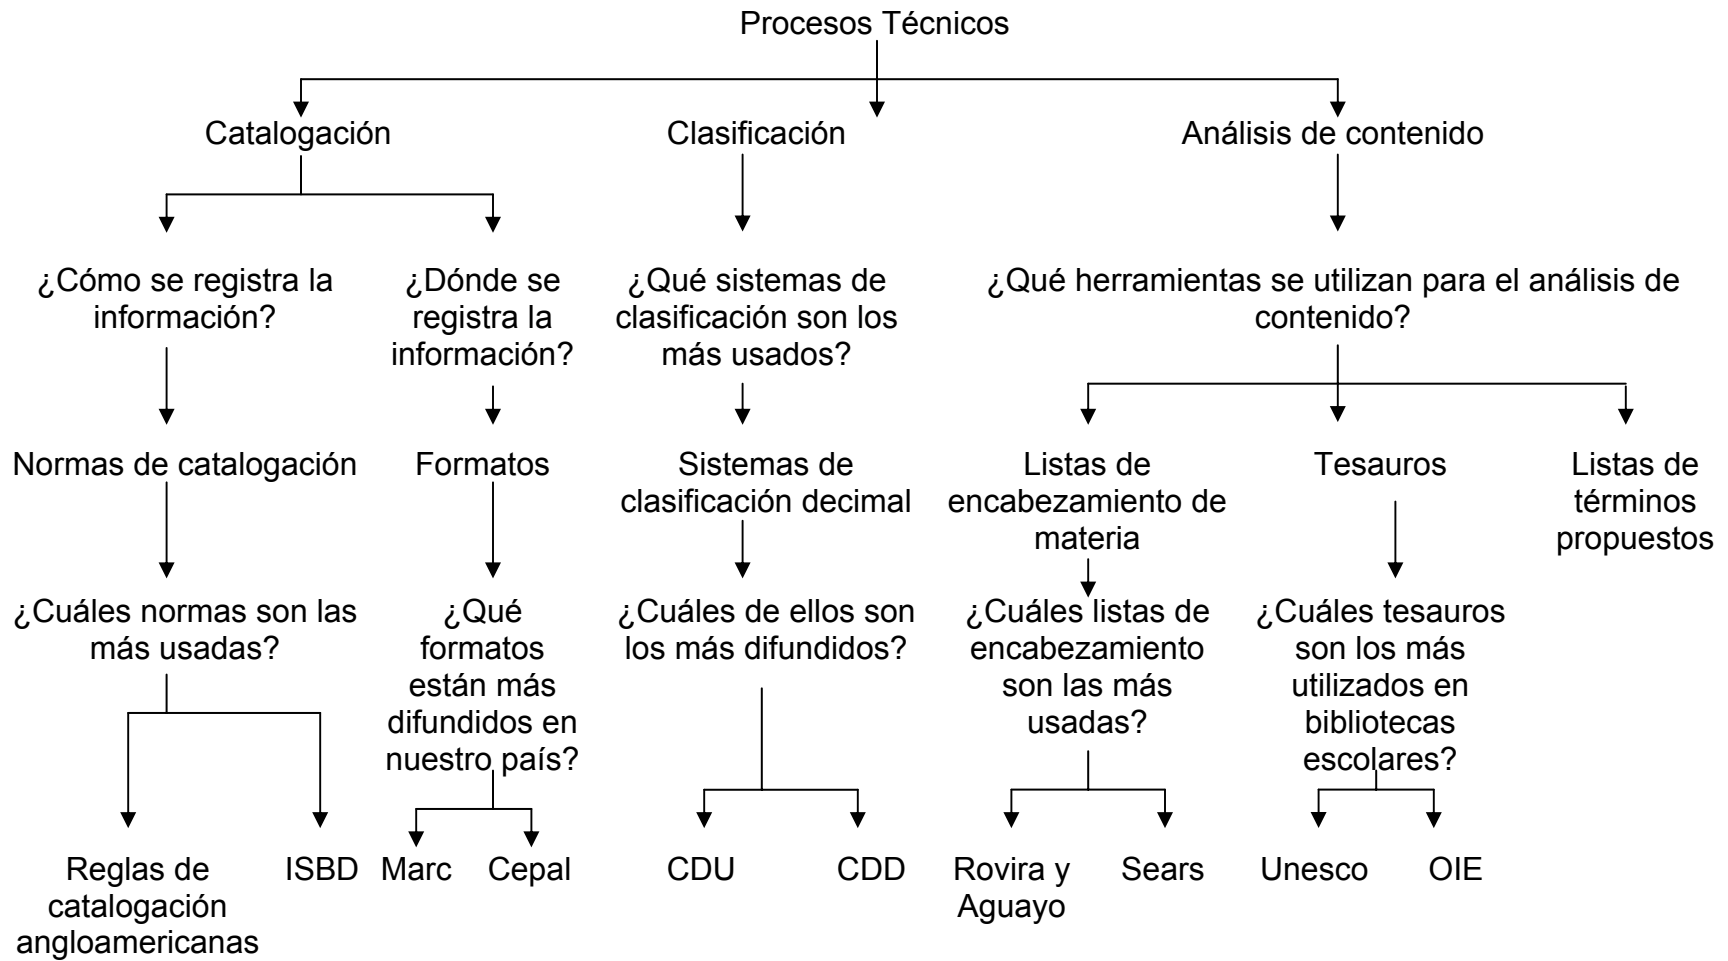 Procesos Técnicos
Catalogación
Clasificación
Análisis de contenido
¿Cómo se registra la
información?
¿Dónde se
registra la
información?
¿Qué sistemas de
clasificación son los
más usados?
¿Qué herramientas se utilizan para el análisis de
contenido?
Normas de catalogación
Formatos
Sistemas de
clasificación decimal
Listas de
encabezamiento de
materia
Tesauros
Listas de
términos
propuestos
¿Cuáles normas son las
más usadas?
¿Qué
formatos
están más
difundidos en
nuestro país?
¿Cuáles de ellos son
los más difundidos?
¿Cuáles listas de
encabezamiento
son las más
usadas?
¿Cuáles tesauros
son los más
utilizados en
bibliotecas
escolares?
Reglas de
catalogación
angloamericanas
ISBD
Marc
Cepal
CDU
CDD
Rovira y
Aguayo
Sears
Unesco
OIE